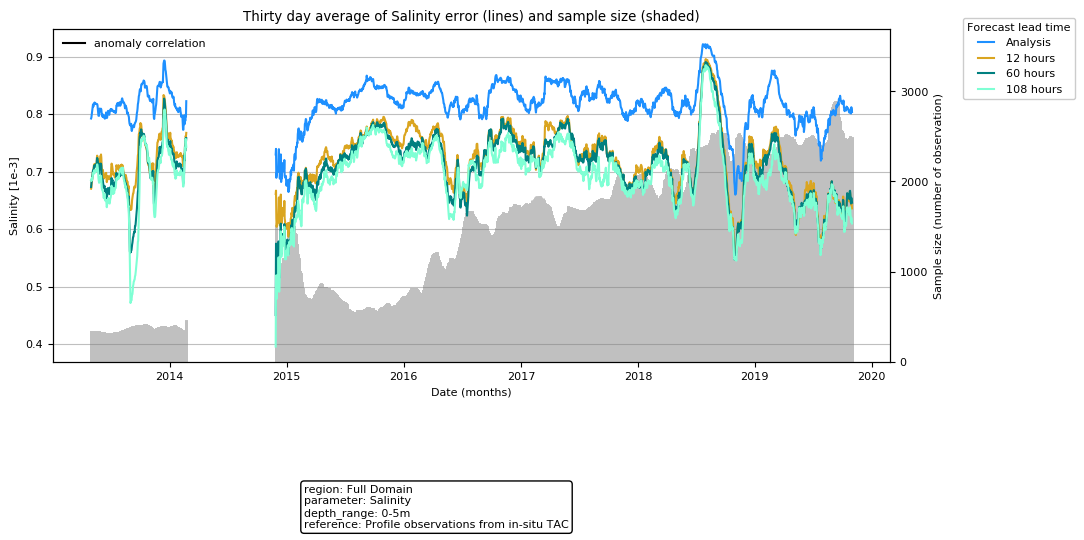 Thirty day average of Salinity error (lines) and sample size (shaded)
anomaly correlation
Forecast lead time
Analysis
12 hours
60 hours
108 hours
Salinity [1e-3]
0.9
0.8
0.7
0.6
0.5
0.4
3000
2000
1000
0
Sample size (number of observation)
2014
2015
2016
2017
2018
2019
2020
Date (months)
region: Full Domain
parameter: Salinity
depth_range: 0-5m
reference: Profile observations from in-situ TAC